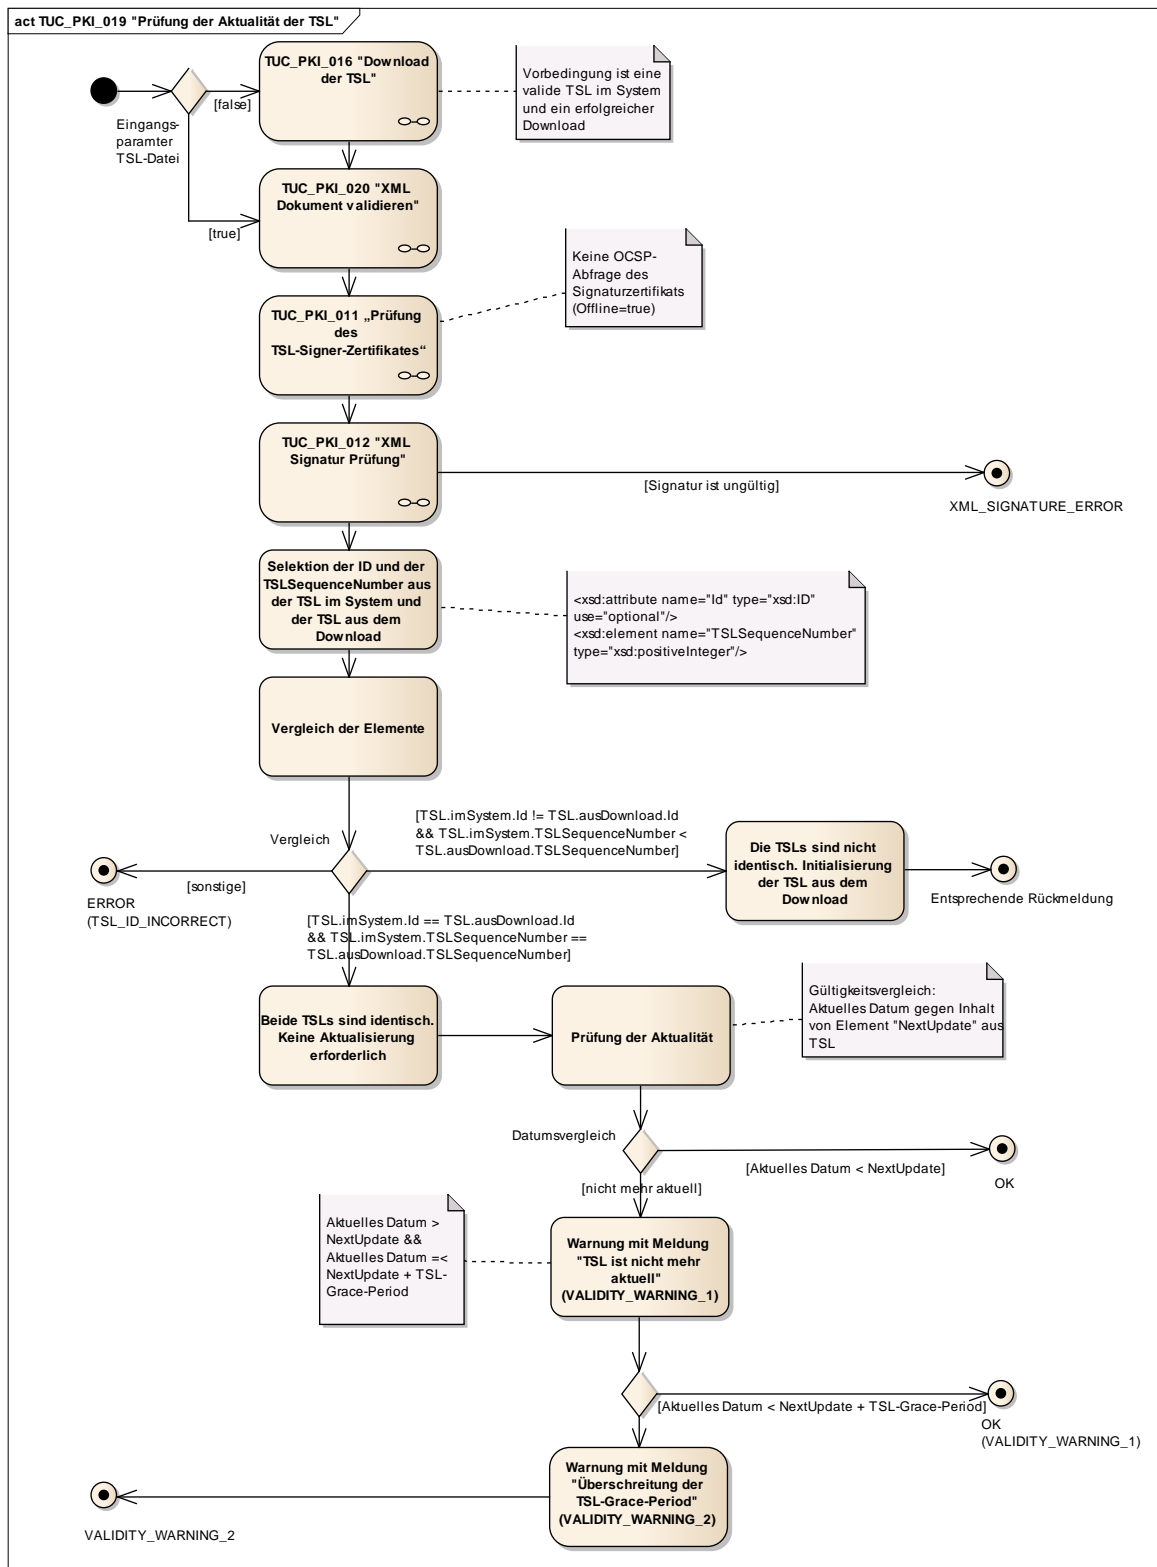 act TUC_PKI_019 "Prüfung der Aktualität der TSL"
TUC_PKI_016 "Download
der TSL"
Vorbedingung ist eine
valide TSL im System
und ein erfolgreicher
Download
[false]
Eingangs-
paramter
TSL-Datei
TUC_PKI_020 "XML
Dokument validieren"
[true]
Keine OCSP-
Abfrage des
Signaturzertifikats
(Offline=true)
TUC_PKI_011 „Prüfung
des
TSL-Signer-Zertifikates“
TUC_PKI_012 "XML
Signatur Prüfung"
[Signatur ist ungültig]
XML_SIGNATURE_ERROR
Selektion der ID und der
TSLSequenceNumber aus
der TSL im System und
der TSL aus dem
Download
<xsd:attribute name="Id" type="xsd:ID"
use="optional"/>
<xsd:element name="TSLSequenceNumber"
type="xsd:positiveInteger"/>
Vergleich der Elemente
[TSL.imSystem.Id != TSL.ausDownload.Id
&& TSL.imSystem.TSLSequenceNumber <
TSL.ausDownload.TSLSequenceNumber]
Vergleich
Die TSLs sind nicht
identisch. Initialisierung
der TSL aus dem
Download
[sonstige]
ERROR
(TSL_ID_INCORRECT)
Entsprechende Rückmeldung
[TSL.imSystem.Id == TSL.ausDownload.Id
&& TSL.imSystem.TSLSequenceNumber ==
TSL.ausDownload.TSLSequenceNumber]
Beide TSLs sind identisch.
Keine Aktualisierung
erforderlich
Prüfung der Aktualität
Gültigkeitsvergleich:
Aktuelles Datum gegen Inhalt
von Element "NextUpdate" aus
TSL
Datumsvergleich
[Aktuelles Datum < NextUpdate]
OK
[nicht mehr aktuell]
Aktuelles Datum >
NextUpdate &&
Aktuelles Datum =<
NextUpdate + TSL-
Grace-Period
Warnung mit Meldung
"TSL ist nicht mehr
aktuell"
(VALIDITY_WARNING_1)
[Aktuelles Datum < NextUpdate + TSL-Grace-Period]
OK
(VALIDITY_WARNING_1)
Warnung mit Meldung
"Überschreitung der
TSL-Grace-Period"
(VALIDITY_WARNING_2)
VALIDITY_WARNING_2